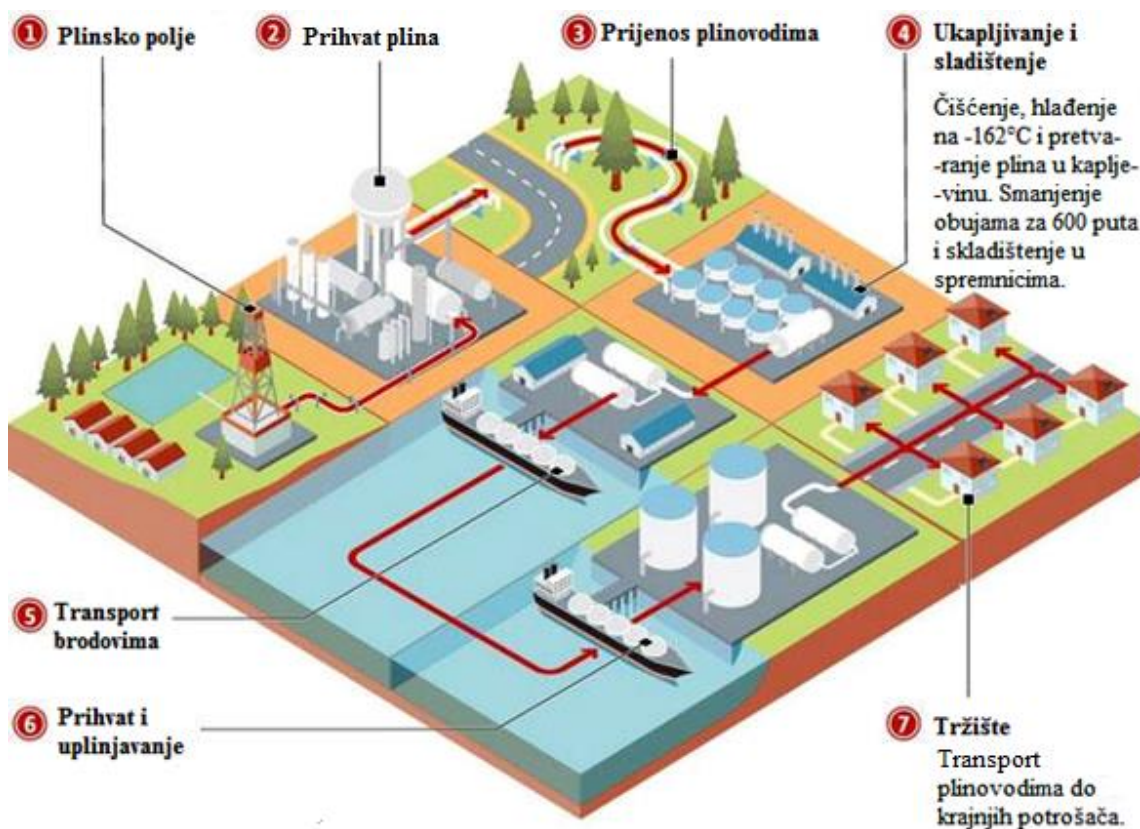 1 Plinsko polje
2 Prihvat plina
3 Prijenos plinovodima
4 Ukapljivanje i
sladištenje
Čišćenje, hlađenje
na -162°C i pretva-
-ranje plina u kaplje-
-vinu. Smanjenje
obujama za 600 puta
i skladištenje u
spremnicima.
5 Transport
brodovima
6 Prihvat i
uplinjavanje
7 Tržište
Transport
plinovodima do
krajnjih potrošača.